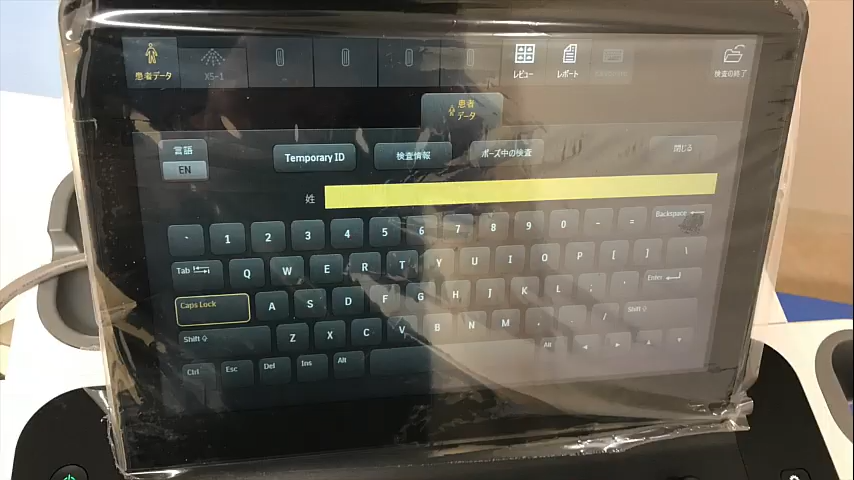 患者データ
X5-1
レビュー
レポート
検査の終了
患者
データ
言語
EN
Temporary ID
検査情報
ポーズ中の検査
閉じる
姓
1 2 3 4 5 6 7 8 9 0 - = Backspace
Tab Q W E R T Y U I O P [ ] \
Caps Lock A S D F G H J K L ; ' Enter
Shift Z X C V B N M , . / Shift
Ctrl Esc Del Ins Alt Alt